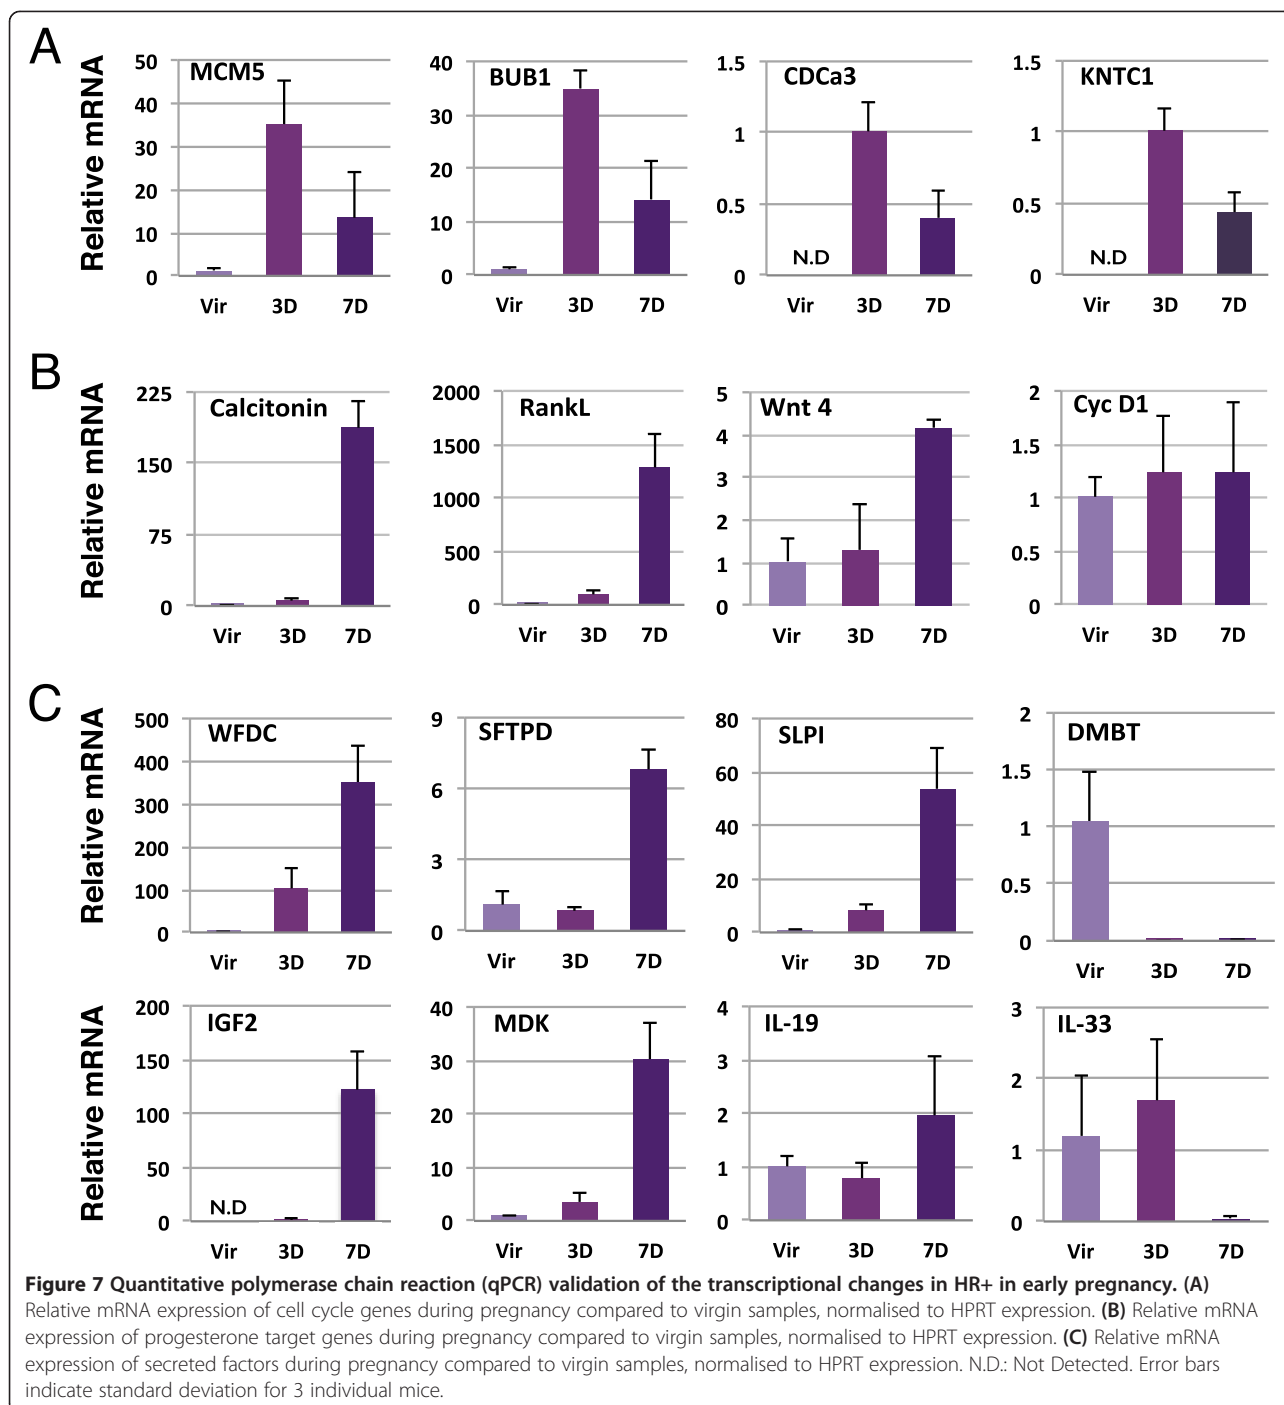 A
Relative mRNA
MCM5
50
40
30
20
10
0
Vir 3D 7D
BUB1
40
30
20
10
0
Vir 3D 7D
CDCa3
1.5
1
0.5
0
N.D
Vir 3D 7D
KNTC1
1.5
1
0.5
0
N.D
Vir 3D 7D
B
Relative mRNA
Calcitonin
225
150
75
0
Vir 3D 7D
RankL
2000
1500
1000
500
0
Vir 3D 7D
Wnt 4
5
4
3
2
1
0
Vir 3D 7D
Cyc D1
2
1.5
1
0.5
0
Vir 3D 7D
C
Relative mRNA
WFDC
500
400
300
200
100
0
Vir 3D 7D
SFTPD
9
6
3
0
Vir 3D 7D
SLPI
80
60
40
20
0
Vir 3D 7D
DMBT
2
1.5
1
0.5
0
Vir 3D 7D
Relative mRNA
IGF2
200
150
100
50
0
N.D
Vir 3D 7D
MDK
40
30
20
10
0
Vir 3D 7D
IL-19
4
3
2
1
0
Vir 3D 7D
IL-33
3
2
1
0
Vir 3D 7D
Figure 7 Quantitative polymerase chain reaction (qPCR) validation of the transcriptional changes in HR+ in early pregnancy. (A)
Relative mRNA expression of cell cycle genes during pregnancy compared to virgin samples, normalised to HPRT expression. (B) Relative mRNA
expression of progesterone target genes during pregnancy compared to virgin samples, normalised to HPRT expression. (C) Relative mRNA
expression of secreted factors during pregnancy compared to virgin samples, normalised to HPRT expression. N.D.: Not Detected. Error bars
indicate standard deviation for 3 individual mice.